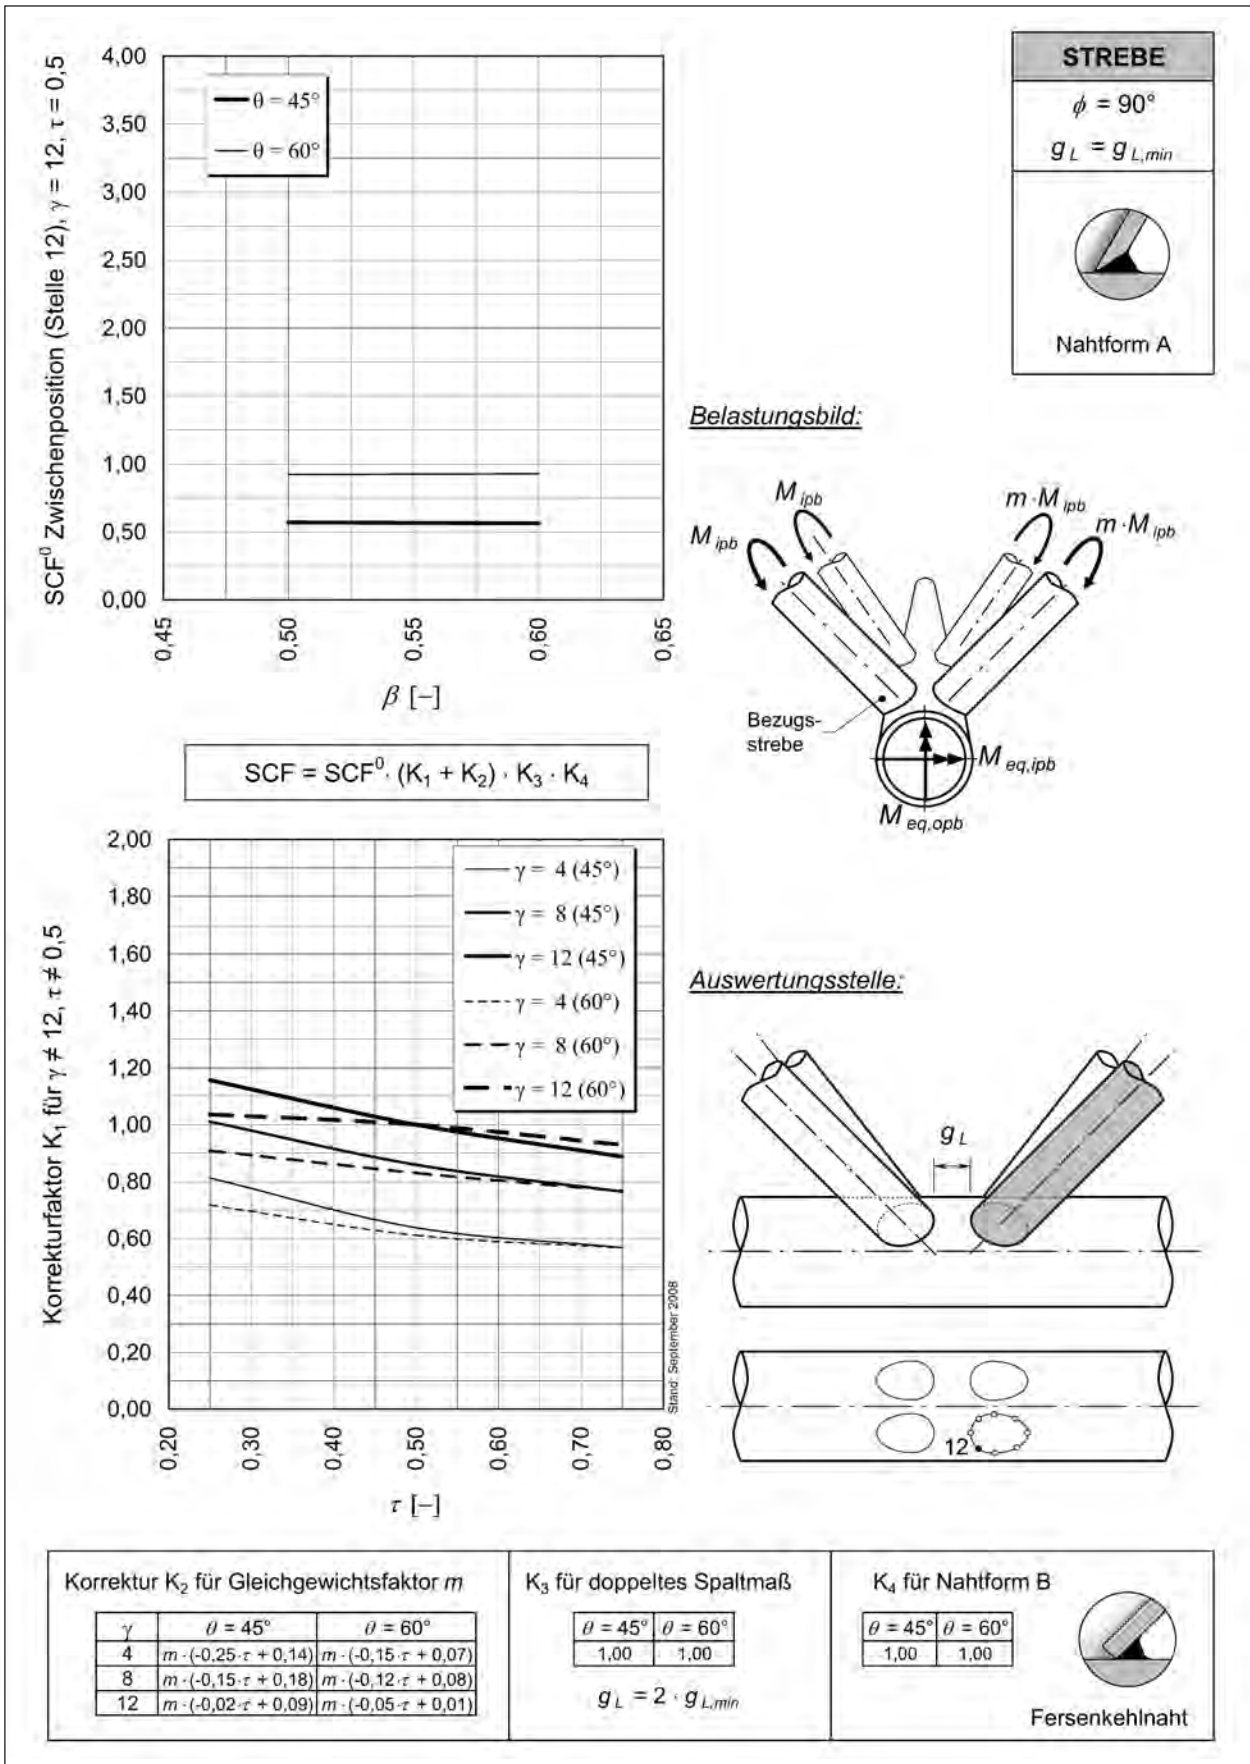 SCF⁰ Zwischenposition (Stelle 12), γ = 12, τ = 0,5
4,00
3,50
3,00
2,50
2,00
1,50
1,00
0,50
0,00
θ = 45°
θ = 60°
0,45
0,50
0,55
0,60
0,65
β [–]
STREBE
ϕ = 90°
g_L = g_L,min
Nahtform A
Belastungsbild:
M_ipb
M_ipb
m·M_ipb
m·M_ipb
Bezugs-
strebe
M_eq,ipb
M_eq,opb
SCF = SCF⁰· (K₁ + K₂) · K₃ · K₄
Korrekturfaktor K₁ für γ ≠ 12, τ ≠ 0,5
2,00
1,80
1,60
1,40
1,20
1,00
0,80
0,60
0,40
0,20
0,00
γ = 4 (45°)
γ = 8 (45°)
γ = 12 (45°)
γ = 4 (60°)
γ = 8 (60°)
γ = 12 (60°)
0,20
0,30
0,40
0,50
0,60
0,70
0,80
τ [–]
Stand: September 2008
Auswertungsstelle:
g_L
12
Korrektur K₂ für Gleichgewichtsfaktor m
γ θ = 45° θ = 60°
4 m·(-0,25·τ + 0,14) m·(-0,15·τ + 0,07)
8 m·(-0,15·τ + 0,18) m·(-0,12·τ + 0,08)
12 m·(-0,02·τ + 0,09) m·(-0,05·τ + 0,01)
K₃ für doppeltes Spaltmaß
θ = 45° θ = 60°
1,00 1,00
g_L = 2 · g_L,min
K₄ für Nahtform B
θ = 45° θ = 60°
1,00 1,00
Fersenkehlnaht